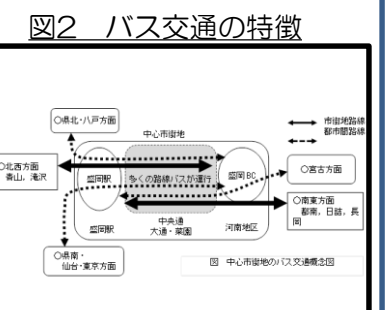 図2　バス交通の特徴
○県北・八戸方面
中心市街地
市街地路線
都市間路線
○北西方面
青山，滝沢
盛岡駅
多くの路線バスが運行
盛岡BC
○宮古方面
○南東方面
都南，日詰，長岡
盛岡駅
中央通
大通・菜園
河南地区
○県南・
仙台・東京方面
図　中心市街地のバス交通概念図